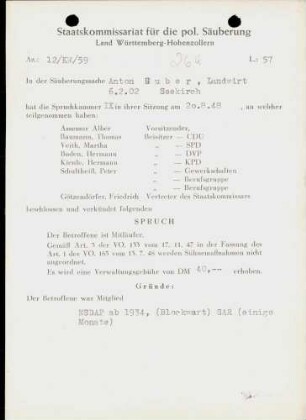 Staatskommissariat für die pol. Säuberung
Land Württemberg-Hohenzollern
Az.: 12/KW/59
L: 57
In der Säuberungssache Anton Huber, Landwirt
6.2.02 Seekirch
hat die Spruchkammer IX in ihrer Sitzung am 20.8.48, an welcher
teilgenommen haben:
Assessor Vorsitzender,
Baumann, Thomas Beisitzer — CDU
Veith, Martha „ — SPD
Baden, Hermann „ — DVP
Kienle, Hermann „ — KPD
Schultheiß, Peter „ — Gewerkschaften
„ — Berufsgruppe
„ — Berufsgruppe
Götzendörfer, Friedrich Vertreter des Staatskommissars
beschlossen und verkündet folgenden
SPRUCH
Der Betroffene ist Mitläufer.
Gemäß Art. 3 der VO. 133 vom 17. 11. 47 in der Fassung des
Art. 1 der VO. 165 vom 13. 7. 48 werden Sühnemaßnahmen nicht
angeordnet.
Es wird eine Verwaltungsgebühr von DM 40,-- erhoben.
Gründe:
Der Betroffene war Mitglied
NSDAP ab 1934, (Blockwart) SAR (einige
Monate)